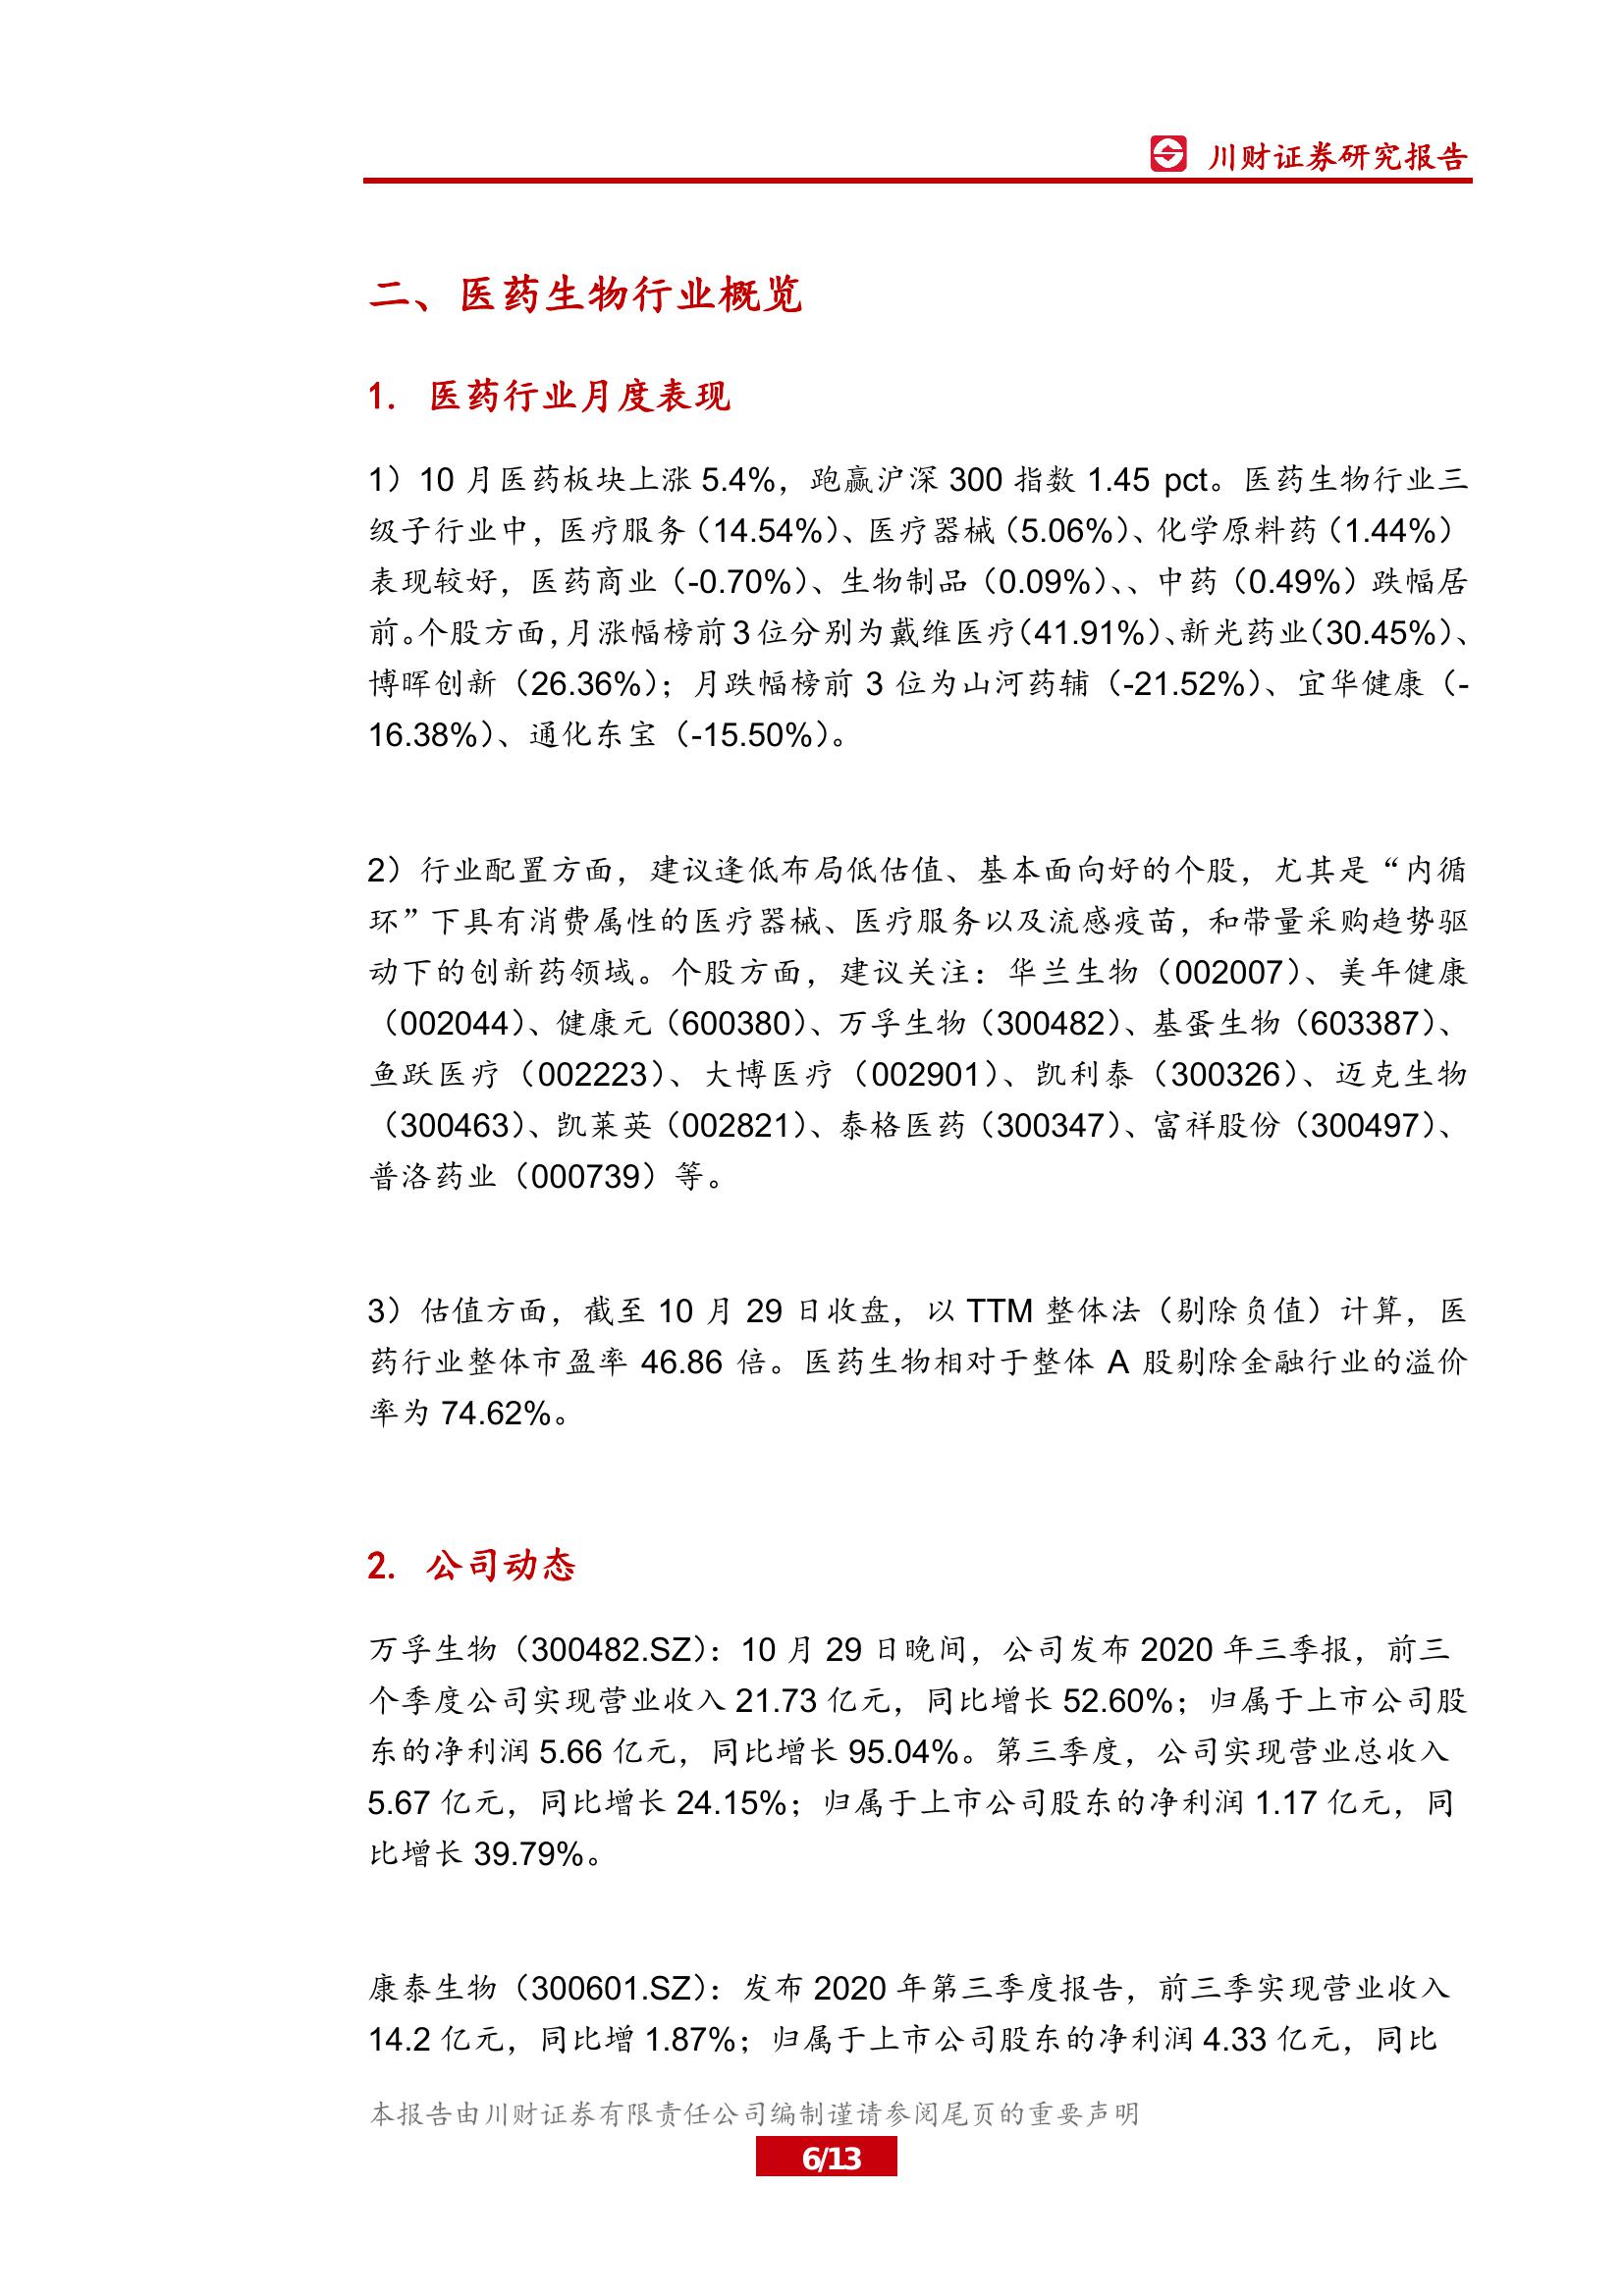 川财证券研究报告
二、医药生物行业概览
1. 医药行业月度表现
1）10 月医药板块上涨 5.4%，跑赢沪深 300 指数 1.45 pct。医药生物行业三
级子行业中，医疗服务（14.54%）、医疗器械（5.06%）、化学原料药（1.44%）
表现较好，医药商业（-0.70%）、生物制品（0.09%）、、中药（0.49%）跌幅居
前。个股方面，月涨幅榜前 3 位分别为戴维医疗（41.91%）、新光药业（30.45%）、
博晖创新（26.36%）；月跌幅榜前 3 位为山河药辅（-21.52%）、宜华健康（-
16.38%）、通化东宝（-15.50%）。
2）行业配置方面，建议逢低布局低估值、基本面向好的个股，尤其是“内循
环”下具有消费属性的医疗器械、医疗服务以及流感疫苗，和带量采购趋势驱
动下的创新药领域。个股方面，建议关注：华兰生物（002007）、美年健康
（002044）、健康元（600380）、万孚生物（300482）、基蛋生物（603387）、
鱼跃医疗（002223）、大博医疗（002901）、凯利泰（300326）、迈克生物
（300463）、凯莱英（002821）、泰格医药（300347）、富祥股份（300497）、
普洛药业（000739）等。
3）估值方面，截至 10 月 29 日收盘，以 TTM 整体法（剔除负值）计算，医
药行业整体市盈率 46.86 倍。医药生物相对于整体 A 股剔除金融行业的溢价
率为 74.62%。
2. 公司动态
万孚生物（300482.SZ）：10 月 29 日晚间，公司发布 2020 年三季报，前三
个季度公司实现营业收入 21.73 亿元，同比增长 52.60%；归属于上市公司股
东的净利润 5.66 亿元，同比增长 95.04%。第三季度，公司实现营业总收入
5.67 亿元，同比增长 24.15%；归属于上市公司股东的净利润 1.17 亿元，同
比增长 39.79%。
康泰生物（300601.SZ）：发布 2020 年第三季度报告，前三季实现营业收入
14.2 亿元，同比增 1.87%；归属于上市公司股东的净利润 4.33 亿元，同比
本报告由川财证券有限责任公司编制谨请参阅尾页的重要声明
6/13